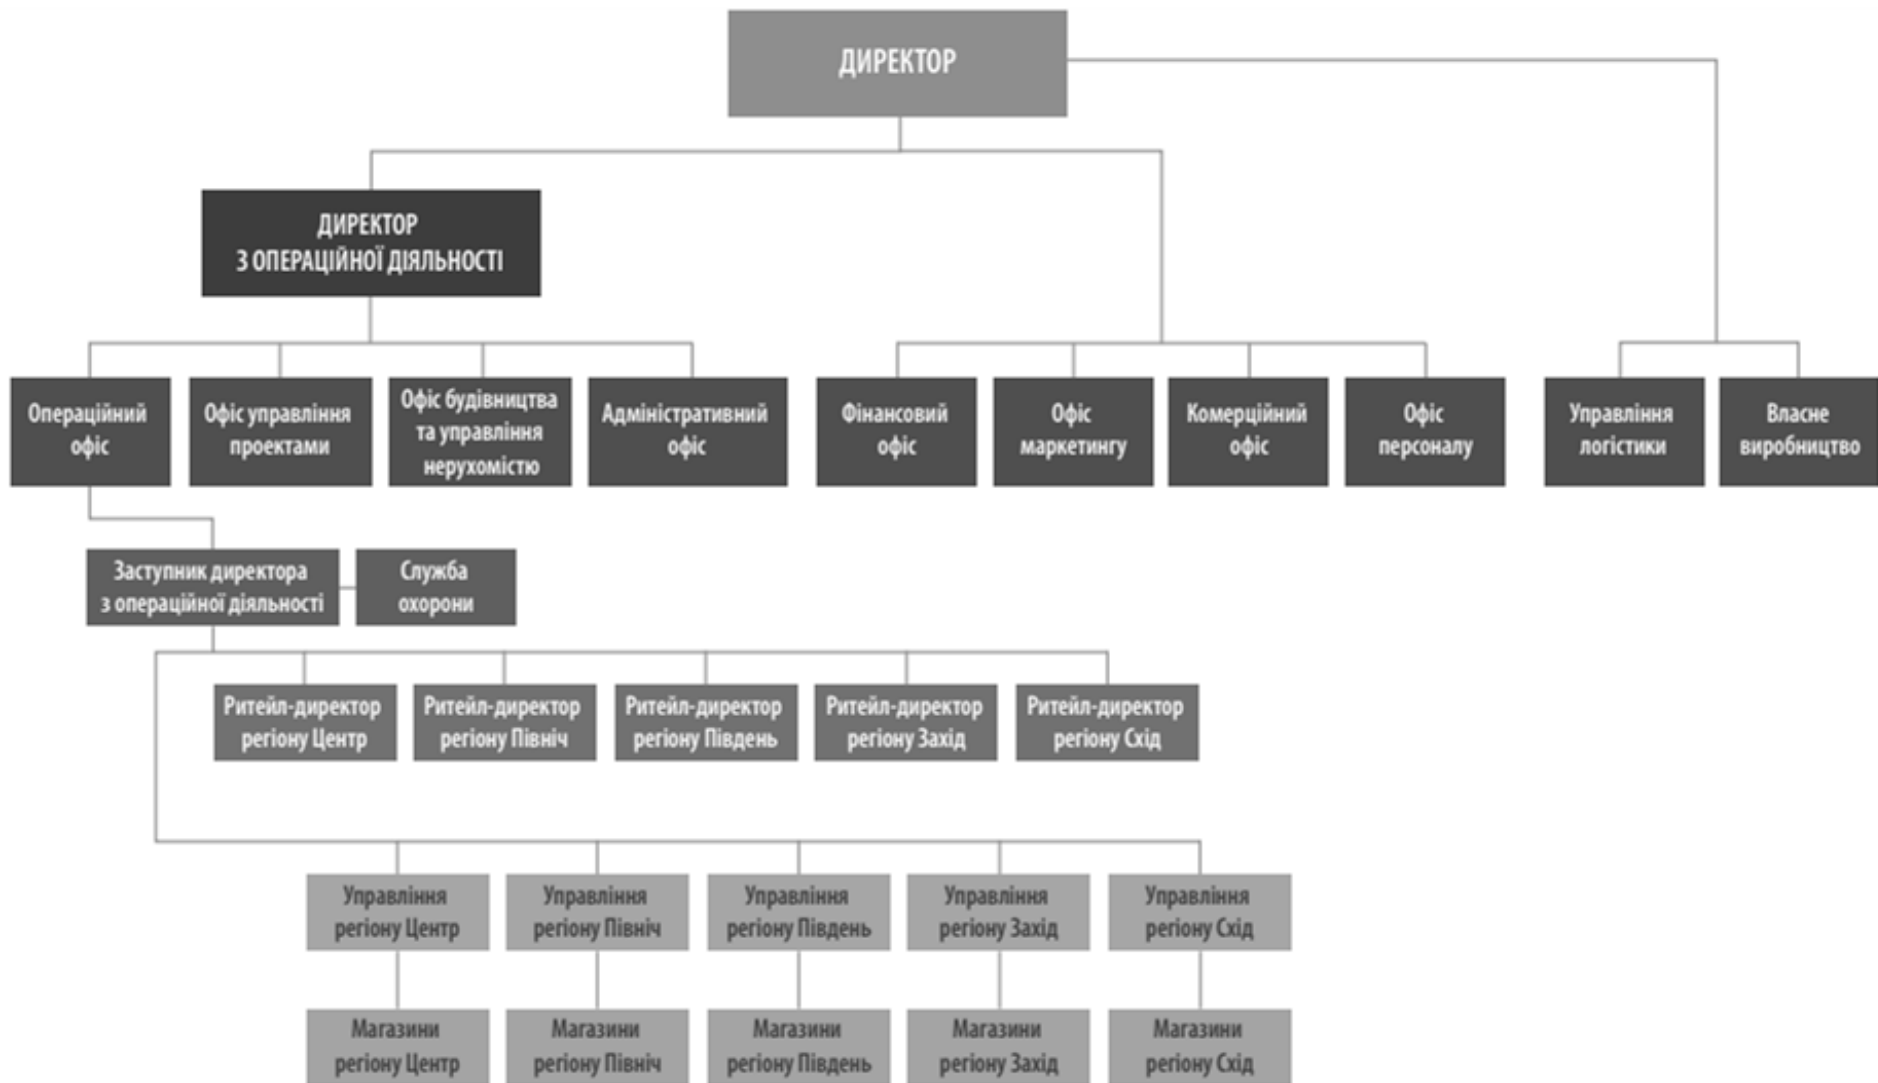 ДИРЕКТОР
ДИРЕКТОР
З ОПЕРАЦІЙНОЇ ДІЯЛЬНОСТІ
Операційний
офіс
Офіс управління
проектами
Офіс будівництва
та управління
нерухомістю
Адміністративний
офіс
Фінансовий
офіс
Офіс
маркетингу
Комерційний
офіс
Офіс
персоналу
Управління
логістики
Власне
виробництво
Заступник директора
з операційної діяльності
Служба
охорони
Ритейл-директор
регіону Центр
Ритейл-директор
регіону Північ
Ритейл-директор
регіону Південь
Ритейл-директор
регіону Захід
Ритейл-директор
регіону Схід
Управління
регіону Центр
Управління
регіону Північ
Управління
регіону Південь
Управління
регіону Захід
Управління
регіону Схід
Магазини
регіону Центр
Магазини
регіону Північ
Магазини
регіону Південь
Магазини
регіону Захід
Магазини
регіону Схід